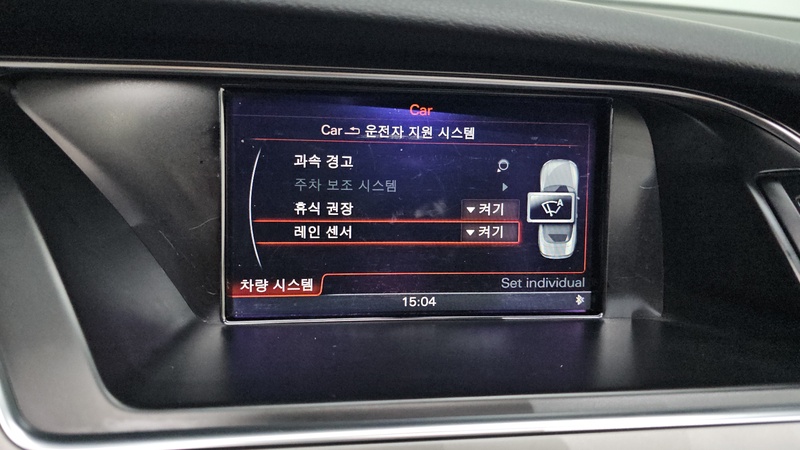 Car
Car 운전자 지원 시스템
과속 경고
주차 보조 시스템
휴식 권장 켜기
레인 센서 켜기
A
차량 시스템 Set individual
15:04